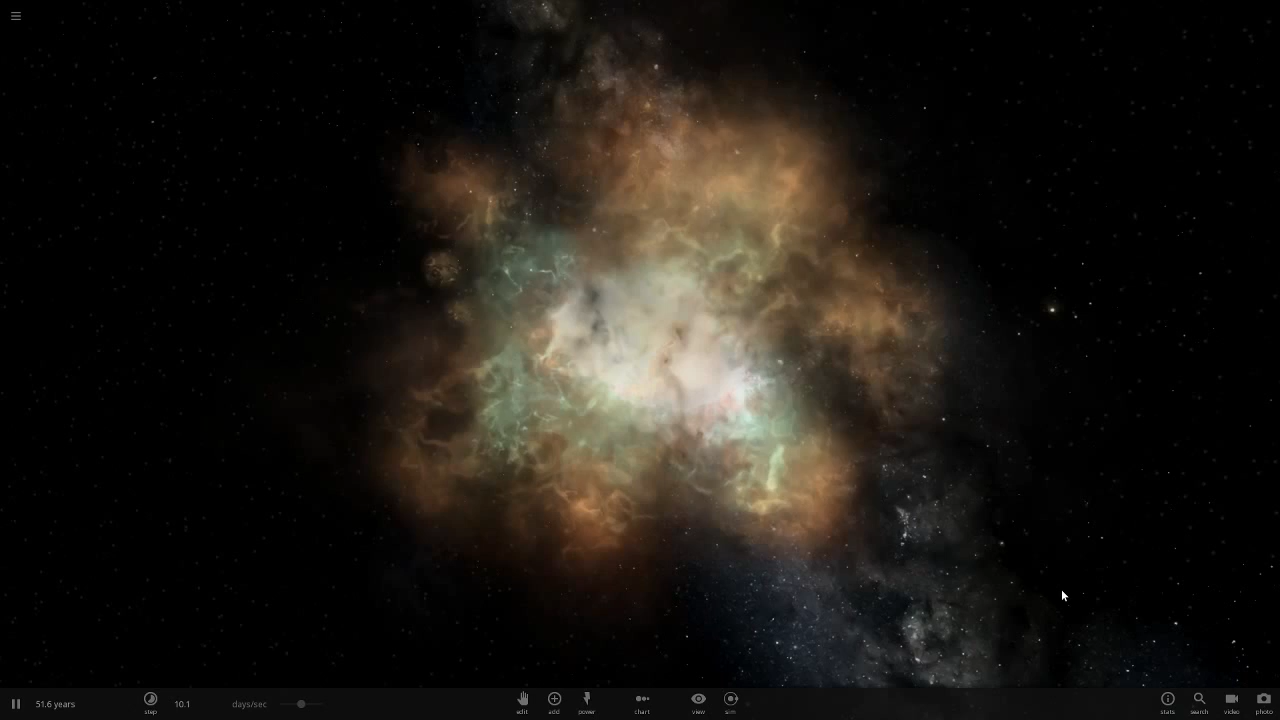 51.6 years
step
10.1
days/sec
edit
add
power
chart
view
sim
stats
search
video
photo